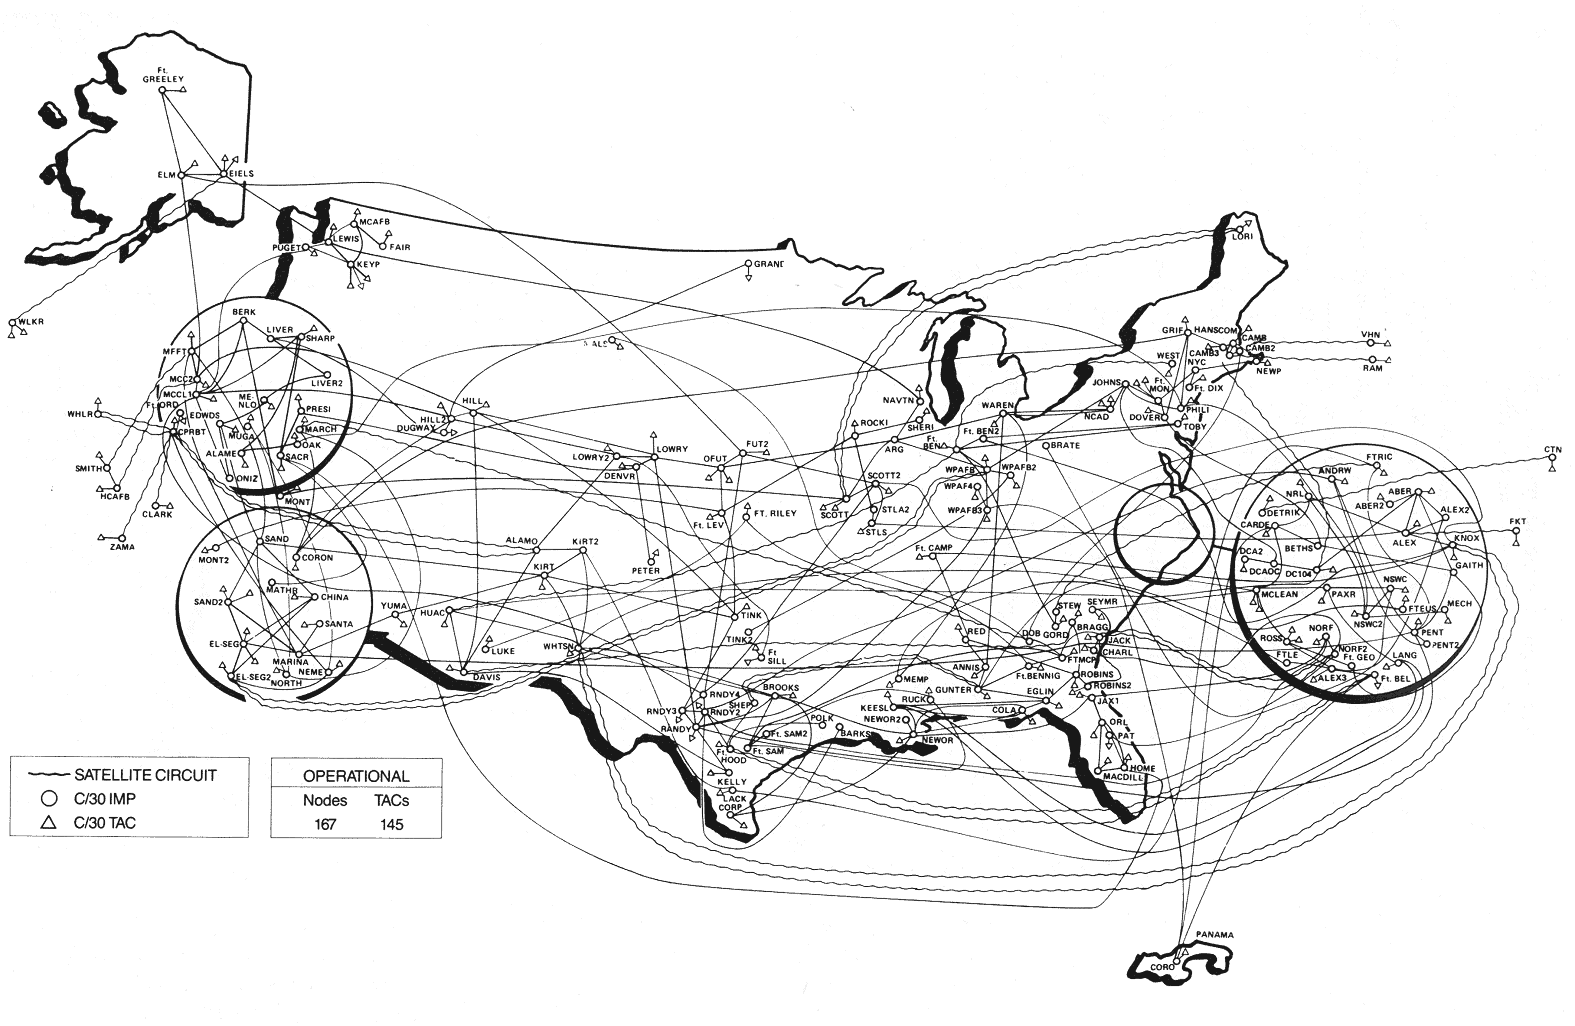 Ft.
GREELEY
ELM
EIELS
MCAFB
LEWIS
PUGET
FAIR
KEYP
GRAND
LORI
WLKR
BERK
LIVER
SHARP
MFFT
MCC2
LIVER2
MCCL1
ME.
NLO
Ft. ORD
EDWDS
PRESI
WHLR
CPRBT
MUGA
MARCH
OAK
ALAME
SACR
ONIZ
MONT
SMITH
HCAFB
CLARK
ZAMA
HILL
HILL2
DUGWAY
LOWRY
LOWRY2
DENVR
FUT2
OFUT
Ft. LEV
FT. RILEY
NAVTN
SHERI
ROCKI
ARG
SCOTT2
SCOTT
STLA2
STLS
WAREN
Ft. BEN2
Ft.
BEN
BRATE
WPAFB
WPAFB2
WPAF4
WPAFB3
Ft. CAMP
GRIF
HANSCOM
CAMB
CAMB2
CAMB3
VHN
RAM
NEWP
WEST
NYC
Ft. DIX
JOHNS
Ft.
MON
NCAD
DOVER
PHILI
TOBY
CTN
FKT
FTRIC
ANDRW
NRL
ABER
ABER2
ALEX2
DETRIK
CARDE
ALEX
KNOX
BETHS
DCA2
DCAOC
DC104
GAITH
MCLEAN
PAXR
NSWC
FTEUS
MECH
NSWC2
NORF
ROSS
PENT
PENT2
NORF2
FTLE
Ft. GEO
LANG
ALEX3
Ft. BEL
SAND
MONT2
CORON
MATHR
CHINA
SAND2
SANTA
EL-SEG
MARINA
NEME
NORTH
EL-SEG2
ALAMO
KIRT2
KIRT
PETER
YUMA
HUAC
LUKE
DAVIS
WHTSN
TINK
TINK2
Ft
SILL
RED
ANNIS
MEMP
GUNTER
STEW
SEYMR
BRAGG
DOB
GORD
JACK
CHARL
FTMCP
Ft.BENNIG
ROBINS
ROBINS2
JAX1
EGLIN
COLA
RUCK
KEESL
NEWOR2
NEWOR
ORL
PAT
HOME
MACDILL
RNDY4
RNDY3
RNDY2
RANDY
SHEP
BROOKS
POLK
BARKS
Ft. SAM2
Ft. SAM
Ft.
HOOD
KELLY
LACK
CORP
SATELLITE CIRCUIT
C/30 IMP
C/30 TAC
OPERATIONAL
Nodes TACs
167 145
PANAMA
CORO